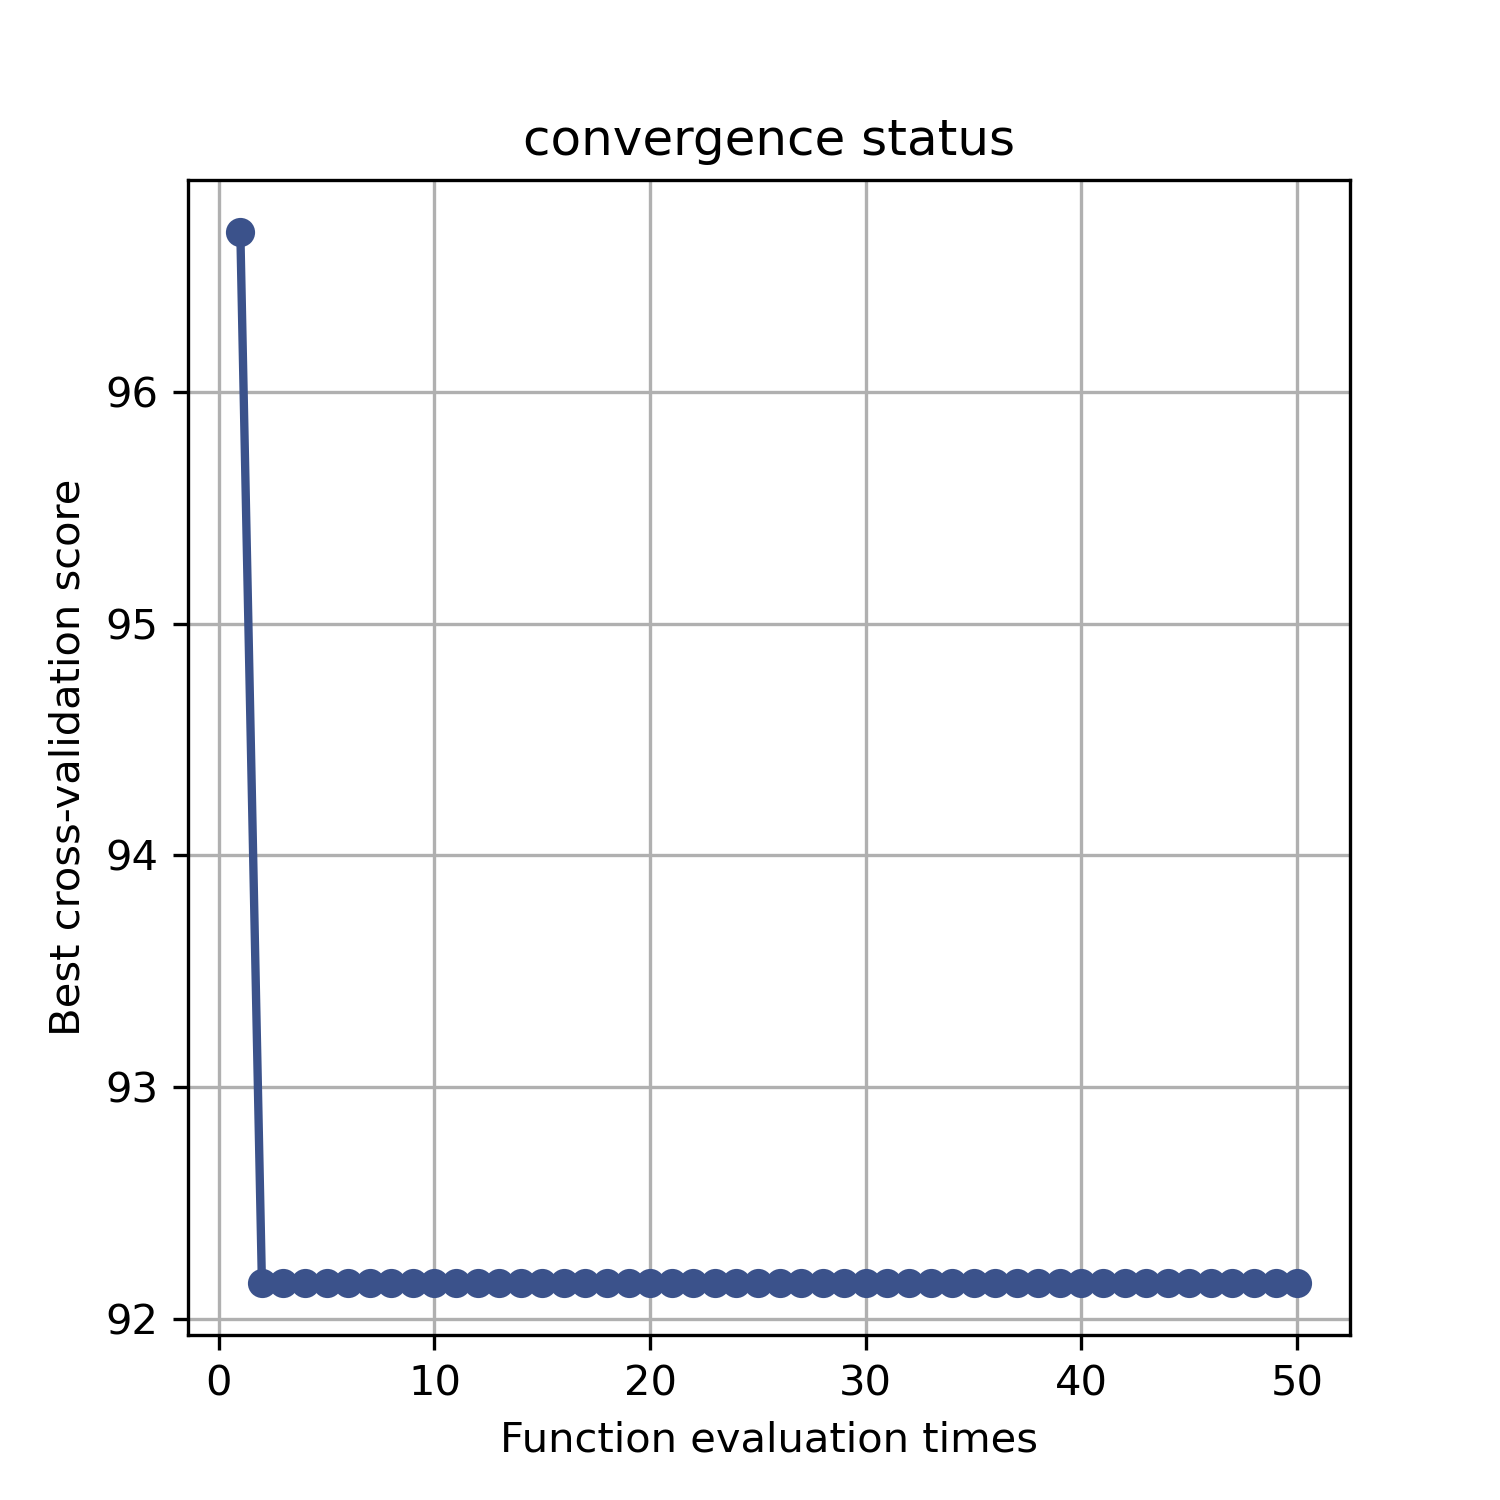 convergence status
Best cross-validation score
96
95
94
93
92
0 10 20 30 40 50
Function evaluation times